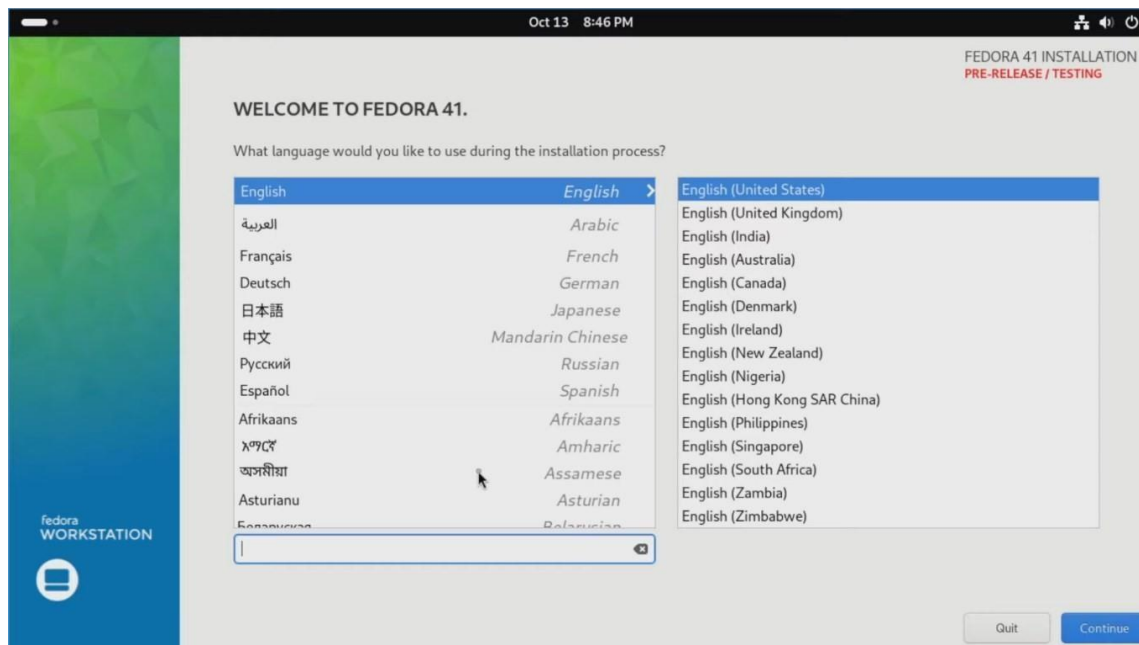 Oct 13 8:46 PM
FEDORA 41 INSTALLATION
PRE-RELEASE / TESTING
WELCOME TO FEDORA 41.
What language would you like to use during the installation process?
English English
العربية Arabic
Français French
Deutsch German
日本語 Japanese
中文 Mandarin Chinese
Русский Russian
Español Spanish
Afrikaans Afrikaans
አማርኛ Amharic
অসমীয়া Assamese
Asturianu Asturian
Беларуская Belarusian
English (United States)
English (United Kingdom)
English (India)
English (Australia)
English (Canada)
English (Denmark)
English (Ireland)
English (New Zealand)
English (Nigeria)
English (Hong Kong SAR China)
English (Philippines)
English (Singapore)
English (South Africa)
English (Zambia)
English (Zimbabwe)
fedora
WORKSTATION
Quit
Continue